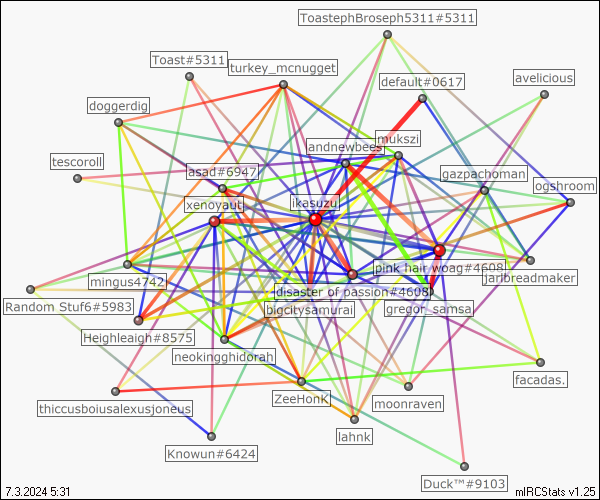 ToastephBroseph5311#5311
Toast#5311
turkey_mcnugget
default#0617
avelicious
doggerdig
mukszi
andnewbees
tescoroll
asad#6947
gazpachoman
ogshroom
xenoyaut
ikasuzu
mingus4742
pink hair woag#4608
jarlbreadmaker
disaster of passion#4608
Random Stuf6#5983
bigcitysamurai
gregor_samsa
Heighleaigh#8575
neokingghidorah
facadas.
thiccusboiusalexusjoneus
ZeeHonK
moonraven
lahnk
Knowun#6424
Duck™#9103
7.3.2024 5:31
mIRCStats v1.25